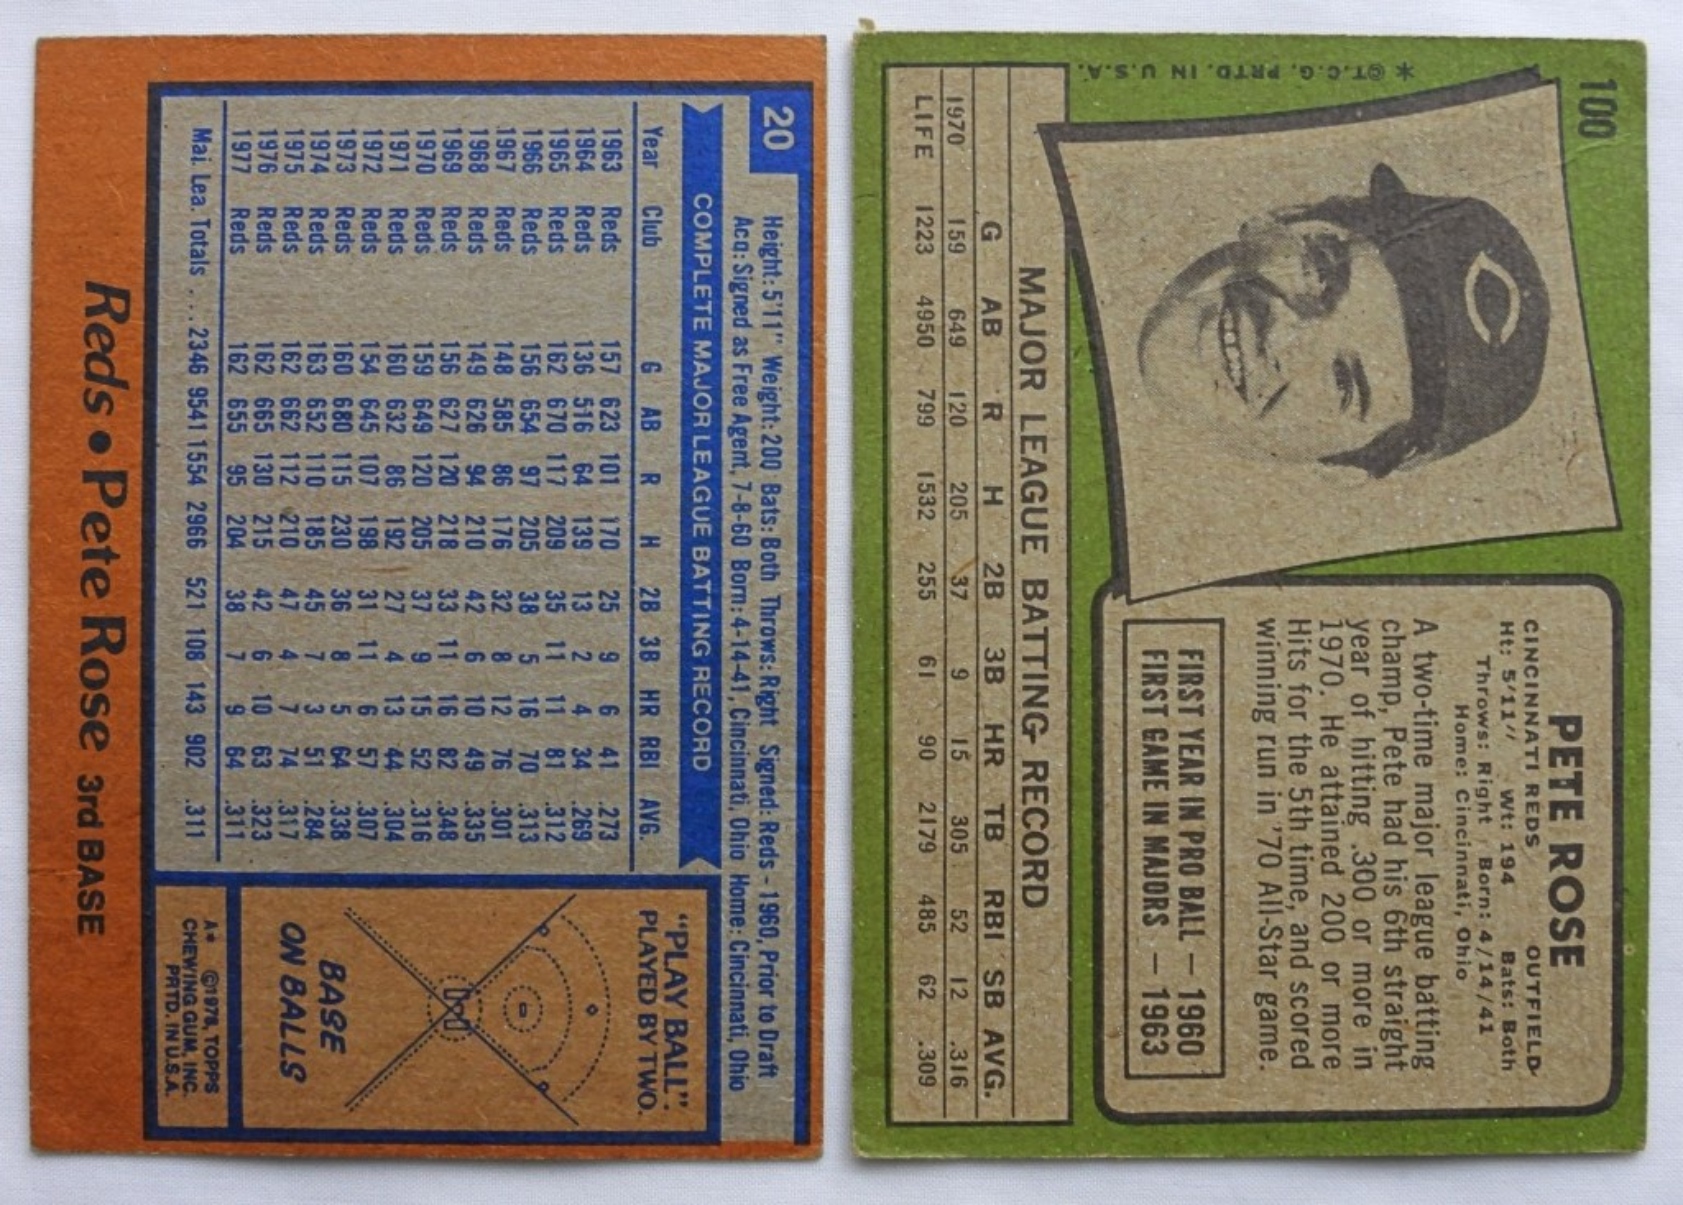 20
Height: 5'11" Weight: 200 Bats: Both Throws: Right Signed: Reds - 1960, Prior to Draft
Acq: Signed as Free Agent, 7-8-60 Born: 4-14-41, Cincinnati, Ohio Home: Cincinnati, Ohio
COMPLETE MAJOR LEAGUE BATTING RECORD
Year Club G AB R H 2B 3B HR RBI AVG.
1963 Reds 157 623 101 170 25 9 6 41 .273
1964 Reds 136 516 64 139 13 2 4 34 .269
1965 Reds 162 670 117 209 35 11 11 81 .312
1966 Reds 156 654 97 205 38 5 16 70 .313
1967 Reds 148 585 86 176 32 8 12 76 .301
1968 Reds 149 626 94 210 42 6 10 49 .335
1969 Reds 156 627 120 218 33 11 16 82 .348
1970 Reds 159 649 120 205 37 9 15 52 .316
1971 Reds 160 632 86 192 27 4 13 44 .304
1972 Reds 154 645 107 198 31 11 6 57 .307
1973 Reds 160 680 115 230 36 8 5 64 .338
1974 Reds 163 652 110 185 45 7 3 51 .284
1975 Reds 162 662 112 210 47 4 7 74 .317
1976 Reds 162 665 130 215 42 6 10 63 .323
1977 Reds 162 655 95 204 38 7 9 64 .311
Maj. Lea. Totals ... 2346 9541 1554 2966 521 108 143 902 .311
"PLAY BALL"
PLAYED BY TWO.
BASE
ON BALLS
A* ©1978, TOPPS
CHEWING GUM, INC.
PRTD. IN U.S.A.
Reds • Pete Rose 3rd BASE
100
PETE ROSE
CINCINNATI REDS OUTFIELD
Ht: 5'11" Wt: 194 Bats: Both
Throws: Right Born: 4/14/41
Home: Cincinnati, Ohio
A two-time major league batting
champ, Pete had his 6th straight
year of hitting .300 or more in
1970. He attained 200 or more
Hits for the 5th time, and scored
winning run in '70 All-Star game.
FIRST YEAR IN PRO BALL — 1960
FIRST GAME IN MAJORS — 1963
C
*©T.C.G. PRTD. IN U.S.A.
MAJOR LEAGUE BATTING RECORD
G AB R H 2B 3B HR TB RBI SB AVG.
1970 159 649 120 205 37 9 15 305 52 12 .316
LIFE 1223 4950 799 1532 255 61 90 2179 485 62 .309